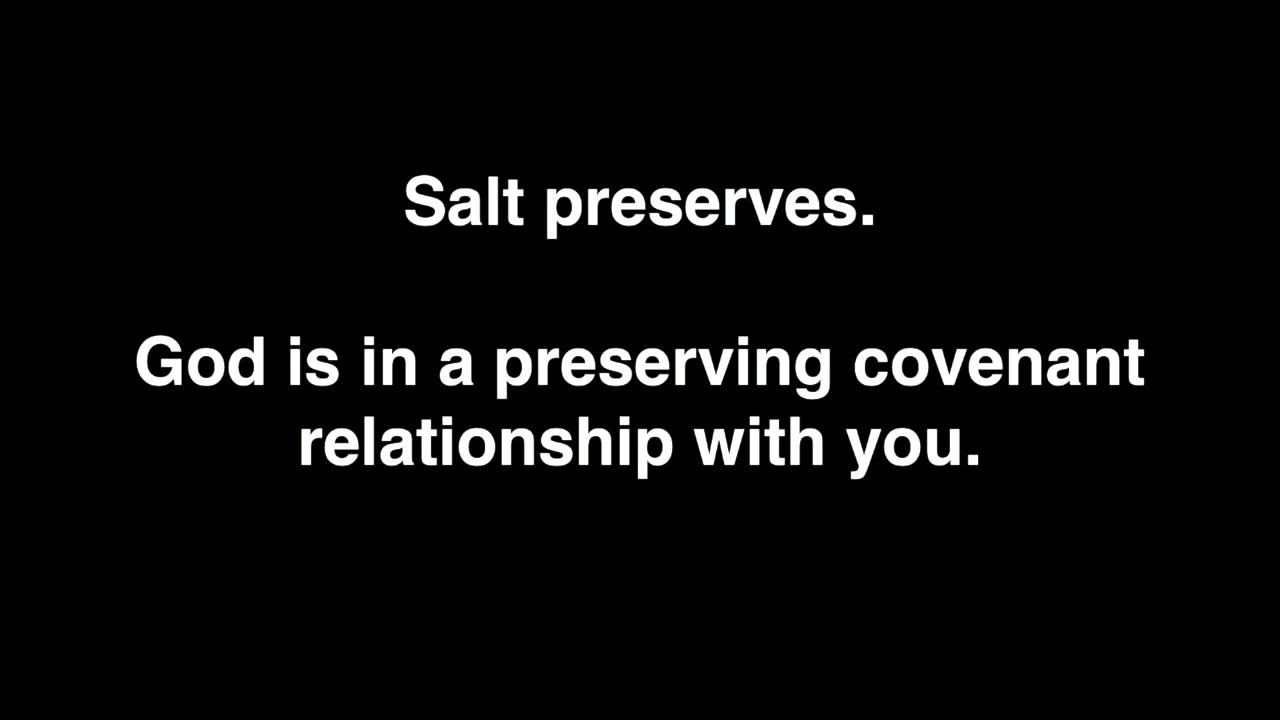 Salt preserves.
God is in a preserving covenant
relationship with you.